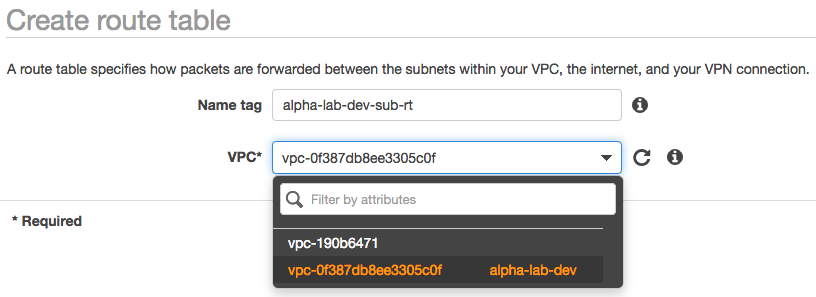 Create route table
A route table specifies how packets are forwarded between the subnets within your VPC, the internet, and your VPN connection.
Name tag alpha-lab-dev-sub-rt
VPC* vpc-0f387db8ee3305c0f
Filter by attributes
* Required
vpc-190b6471
vpc-0f387db8ee3305c0f alpha-lab-dev